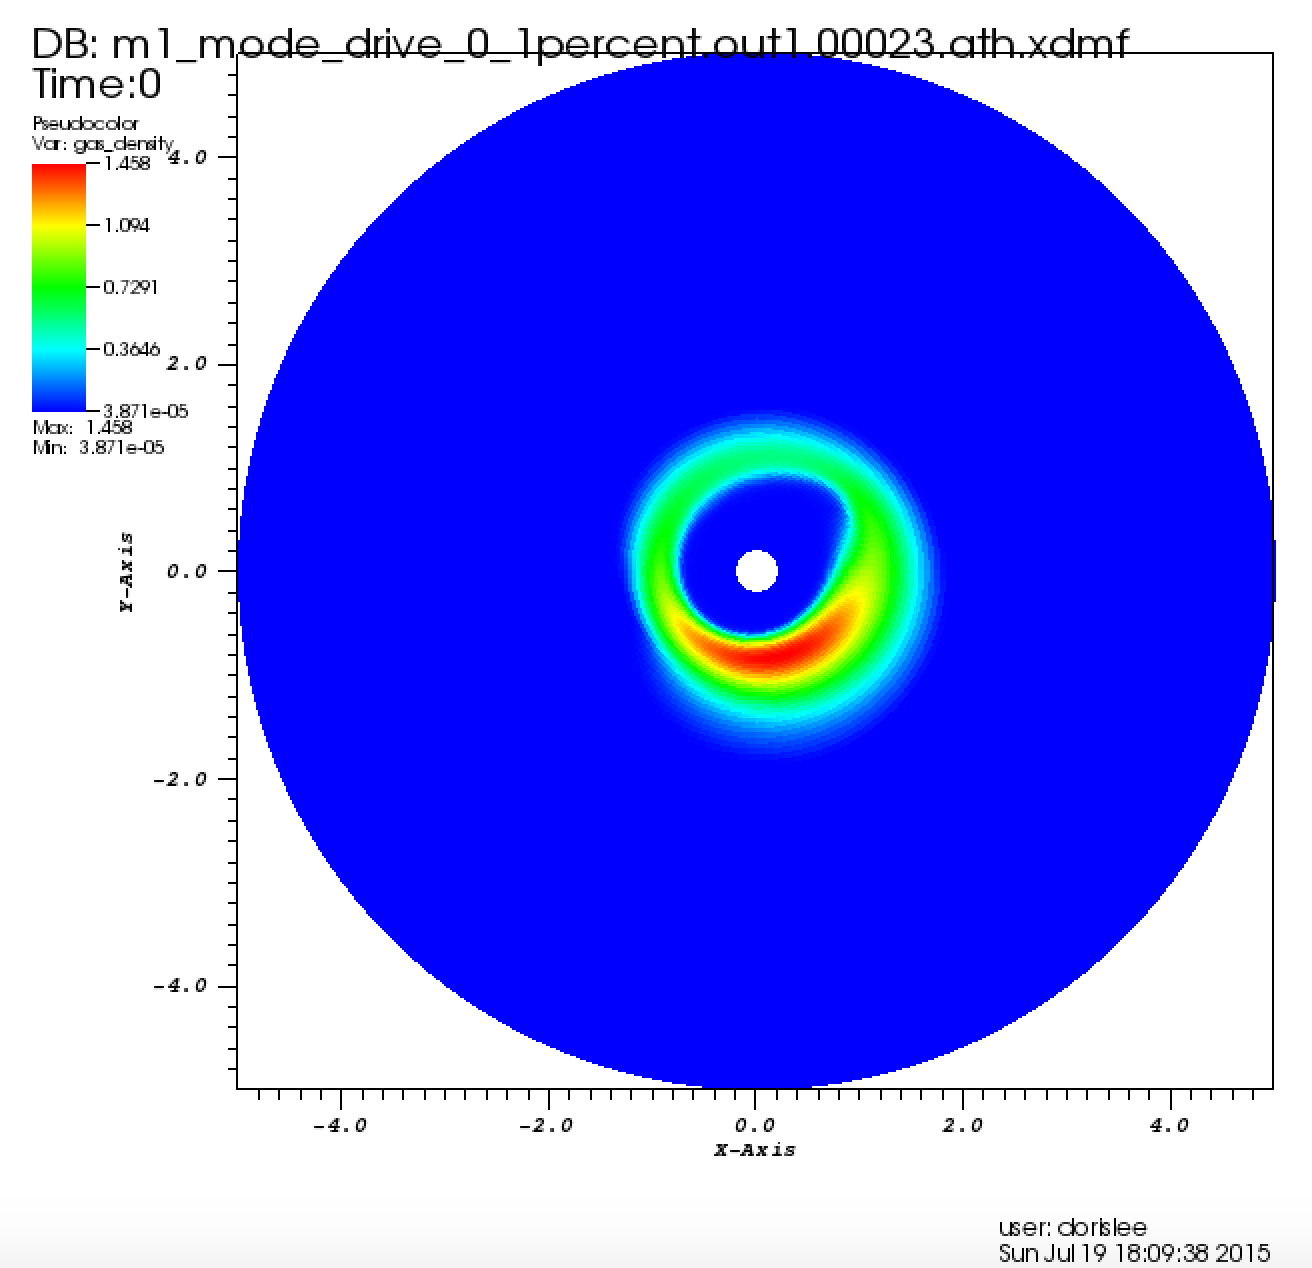 DB: m1_mode_drive_0_1percent.out1.00023.ath.xdmf
Time:0
Pseudocolor
Var: gas_density
1.458
1.094
0.7291
0.3646
3.871e-05
Max: 1.458
Min: 3.871e-05
4.0
2.0
0.0
-2.0
-4.0
Y-Axis
-4.0 -2.0 0.0 2.0 4.0
X-Axis
user: dorislee
Sun Jul 19 18:09:38 2015